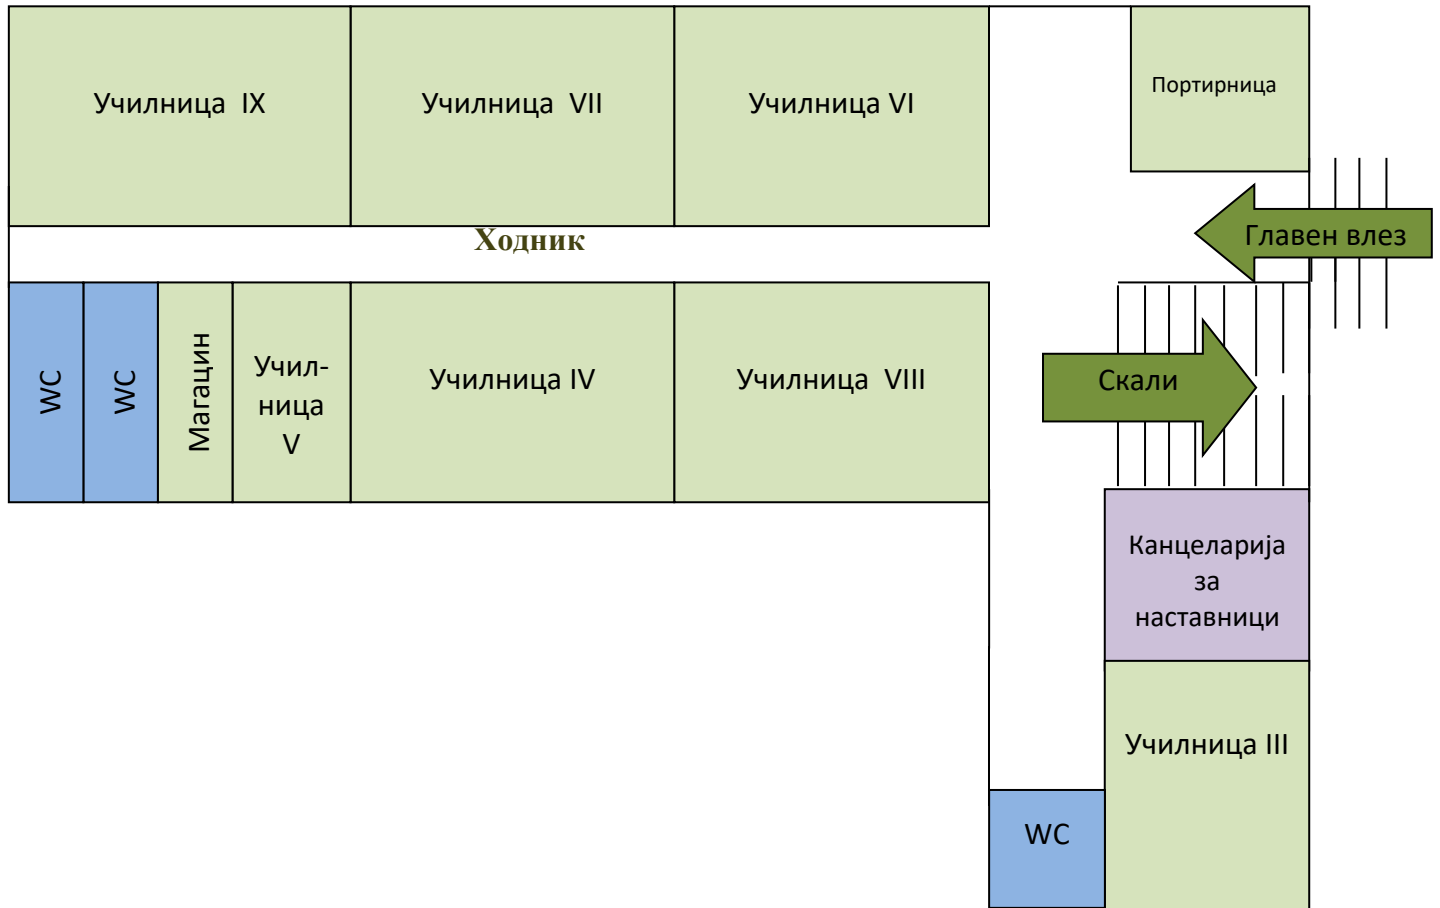 Училница IX
Училница VII
Училница VI
Портирница
Ходник
Главен влез
WC
WC
Магацин
Учил-
ница
V
Училница IV
Училница VIII
Скали
Канцеларија
за
наставници
Училница III
WC